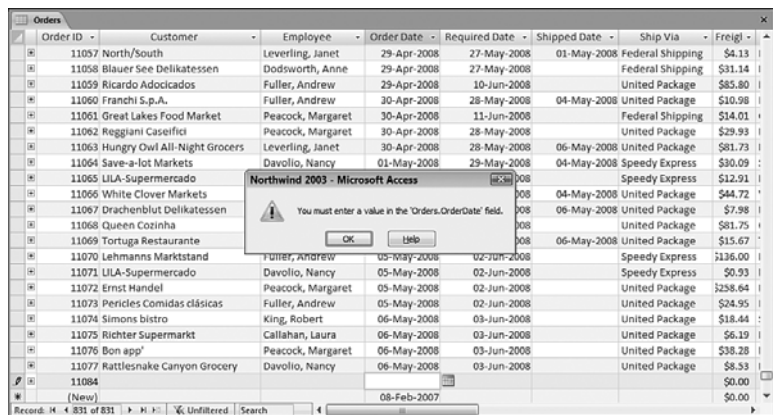 Orders
Order ID Customer Employee Order Date Required Date Shipped Date Ship Via Freigl
11057 North/South Leverling, Janet 29-Apr-2008 27-May-2008 01-May-2008 Federal Shipping $4.13
11058 Blauer See Delikatessen Dodsworth, Anne 29-Apr-2008 27-May-2008 Federal Shipping $31.14
11059 Ricardo Adocicados Fuller, Andrew 29-Apr-2008 10-Jun-2008 United Package $85.80
11060 Franchi S.p.A. Fuller, Andrew 30-Apr-2008 28-May-2008 04-May-2008 United Package $10.98
11061 Great Lakes Food Market Peacock, Margaret 30-Apr-2008 11-Jun-2008 Federal Shipping $14.01
11062 Reggiani Caseifici Peacock, Margaret 30-Apr-2008 28-May-2008 United Package $29.93
11063 Hungry Owl All-Night Grocers Leverling, Janet 30-Apr-2008 28-May-2008 06-May-2008 United Package $81.73
11064 Save-a-lot Markets Davolio, Nancy 01-May-2008 29-May-2008 04-May-2008 Speedy Express $30.09
11065 LILA-Supermercado 08 Speedy Express $12.91
11066 White Clover Markets 08 04-May-2008 United Package $44.72
11067 Drachenblut Delikatessen 08 06-May-2008 United Package $7.98
11068 Queen Cozinha 08 United Package $81.75
11069 Tortuga Restaurante 08 06-May-2008 United Package $15.67
Northwind 2003 - Microsoft Access
You must enter a value in the 'Orders.OrderDate' field.
OK Help
11070 Lehmanns Marktstand Fuller, Andrew 05-May-2008 02-Jun-2008 Speedy Express $136.00
11071 LILA-Supermercado Davolio, Nancy 05-May-2008 02-Jun-2008 Speedy Express $0.93
11072 Ernst Handel Peacock, Margaret 05-May-2008 02-Jun-2008 United Package $258.64
11073 Pericles Comidas clásicas Fuller, Andrew 05-May-2008 02-Jun-2008 United Package $24.95
11074 Simons bistro King, Robert 06-May-2008 03-Jun-2008 United Package $18.44
11075 Richter Supermarkt Callahan, Laura 06-May-2008 03-Jun-2008 United Package $6.19
11076 Bon app' Peacock, Margaret 06-May-2008 03-Jun-2008 United Package $38.28
11077 Rattlesnake Canyon Grocery Davolio, Nancy 06-May-2008 03-Jun-2008 United Package $8.53
11084 $0.00
(New) 08-Feb-2007 $0.00
Record: 831 of 831 Unfiltered Search